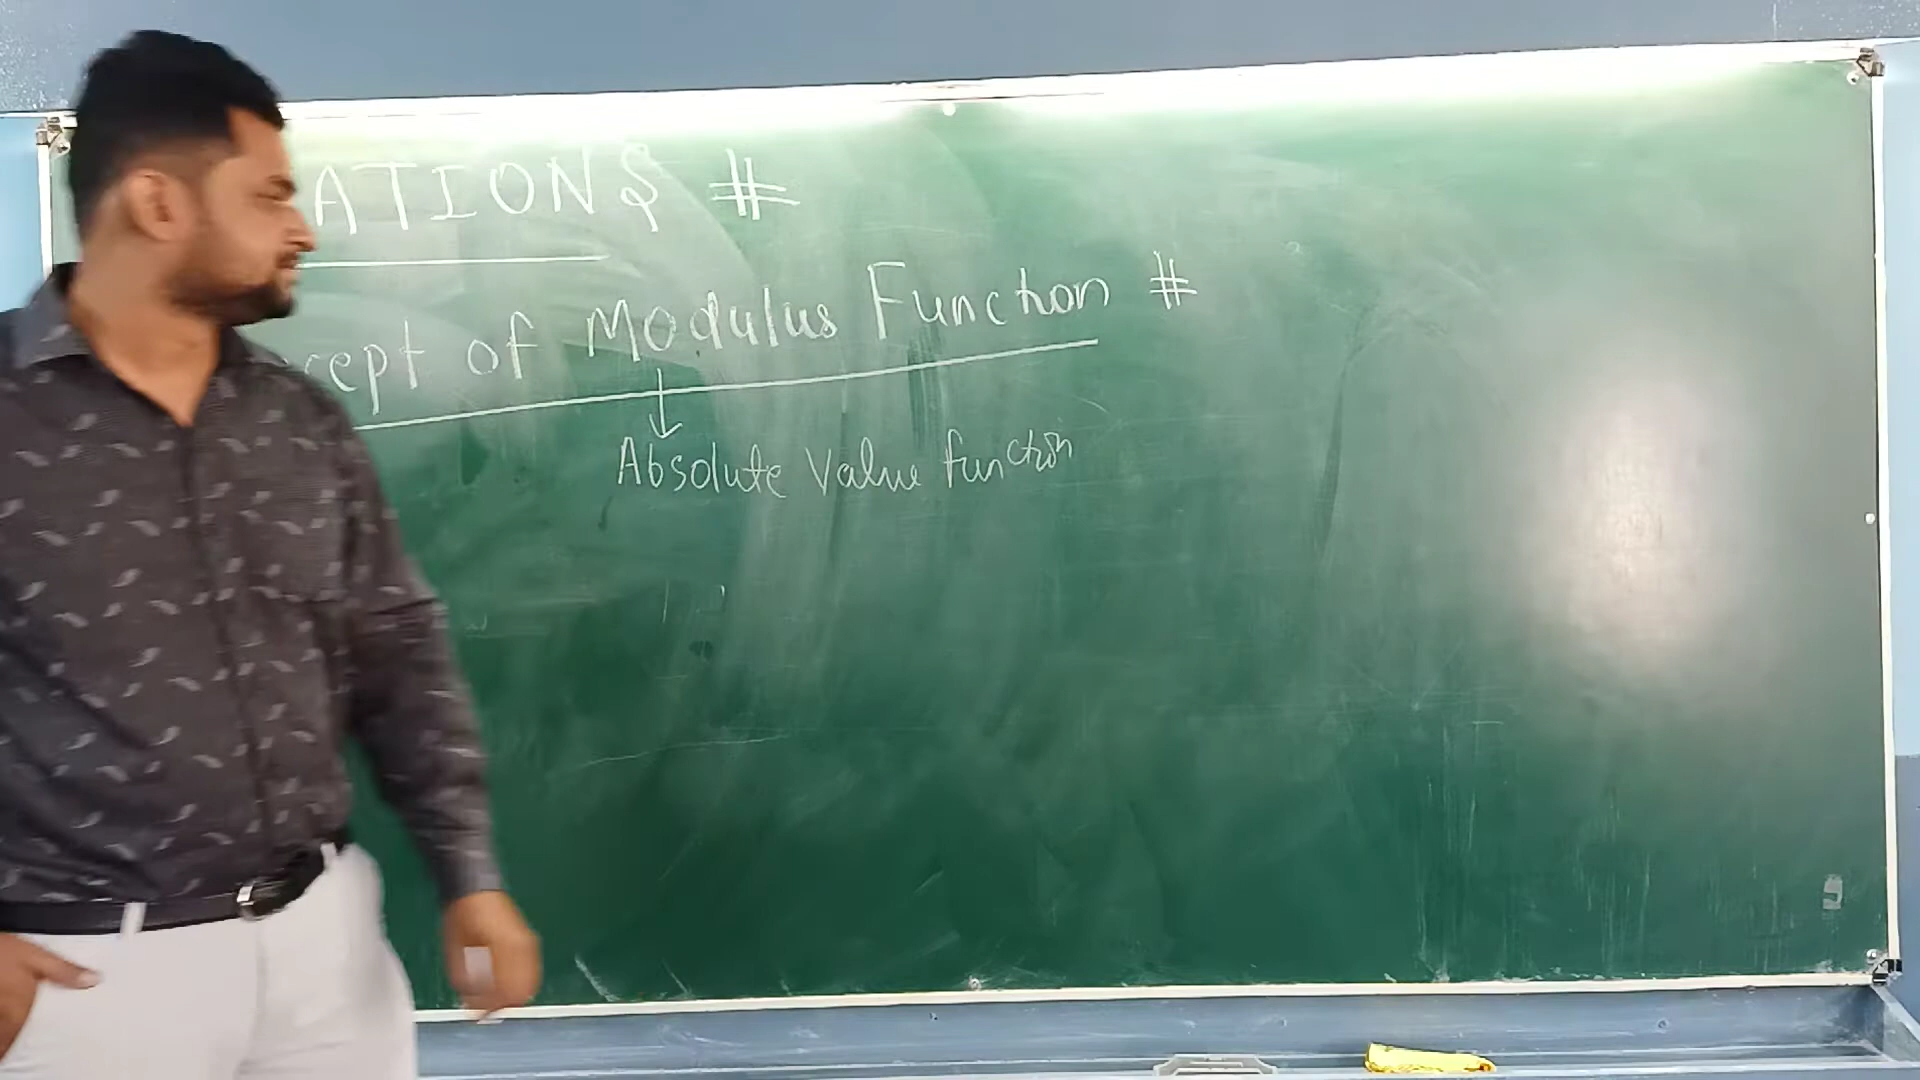 ATIONS #
cept of Modulus Function #
Absolute Value function